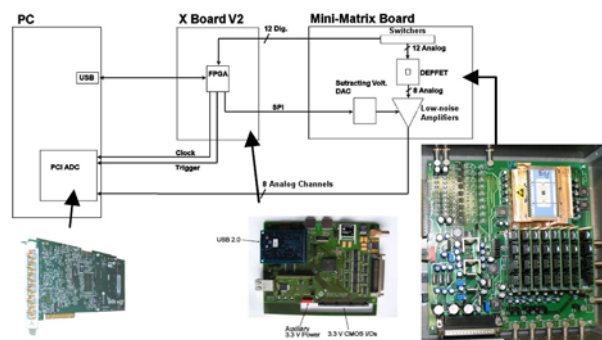 PC
X Board V2
Mini-Matrix Board
12 Dig.
Switchers
12 Analog
FPGA
USB
DEPFET
Sutracting Volt.
DAC
8 Analog
SPI
Low-noise
Amplifiers
Clock
Trigger
PCI ADC
8 Analog Channels
USB 2.0
Auxiliary
3.3 V Power
3.3 V CMOS I/Os